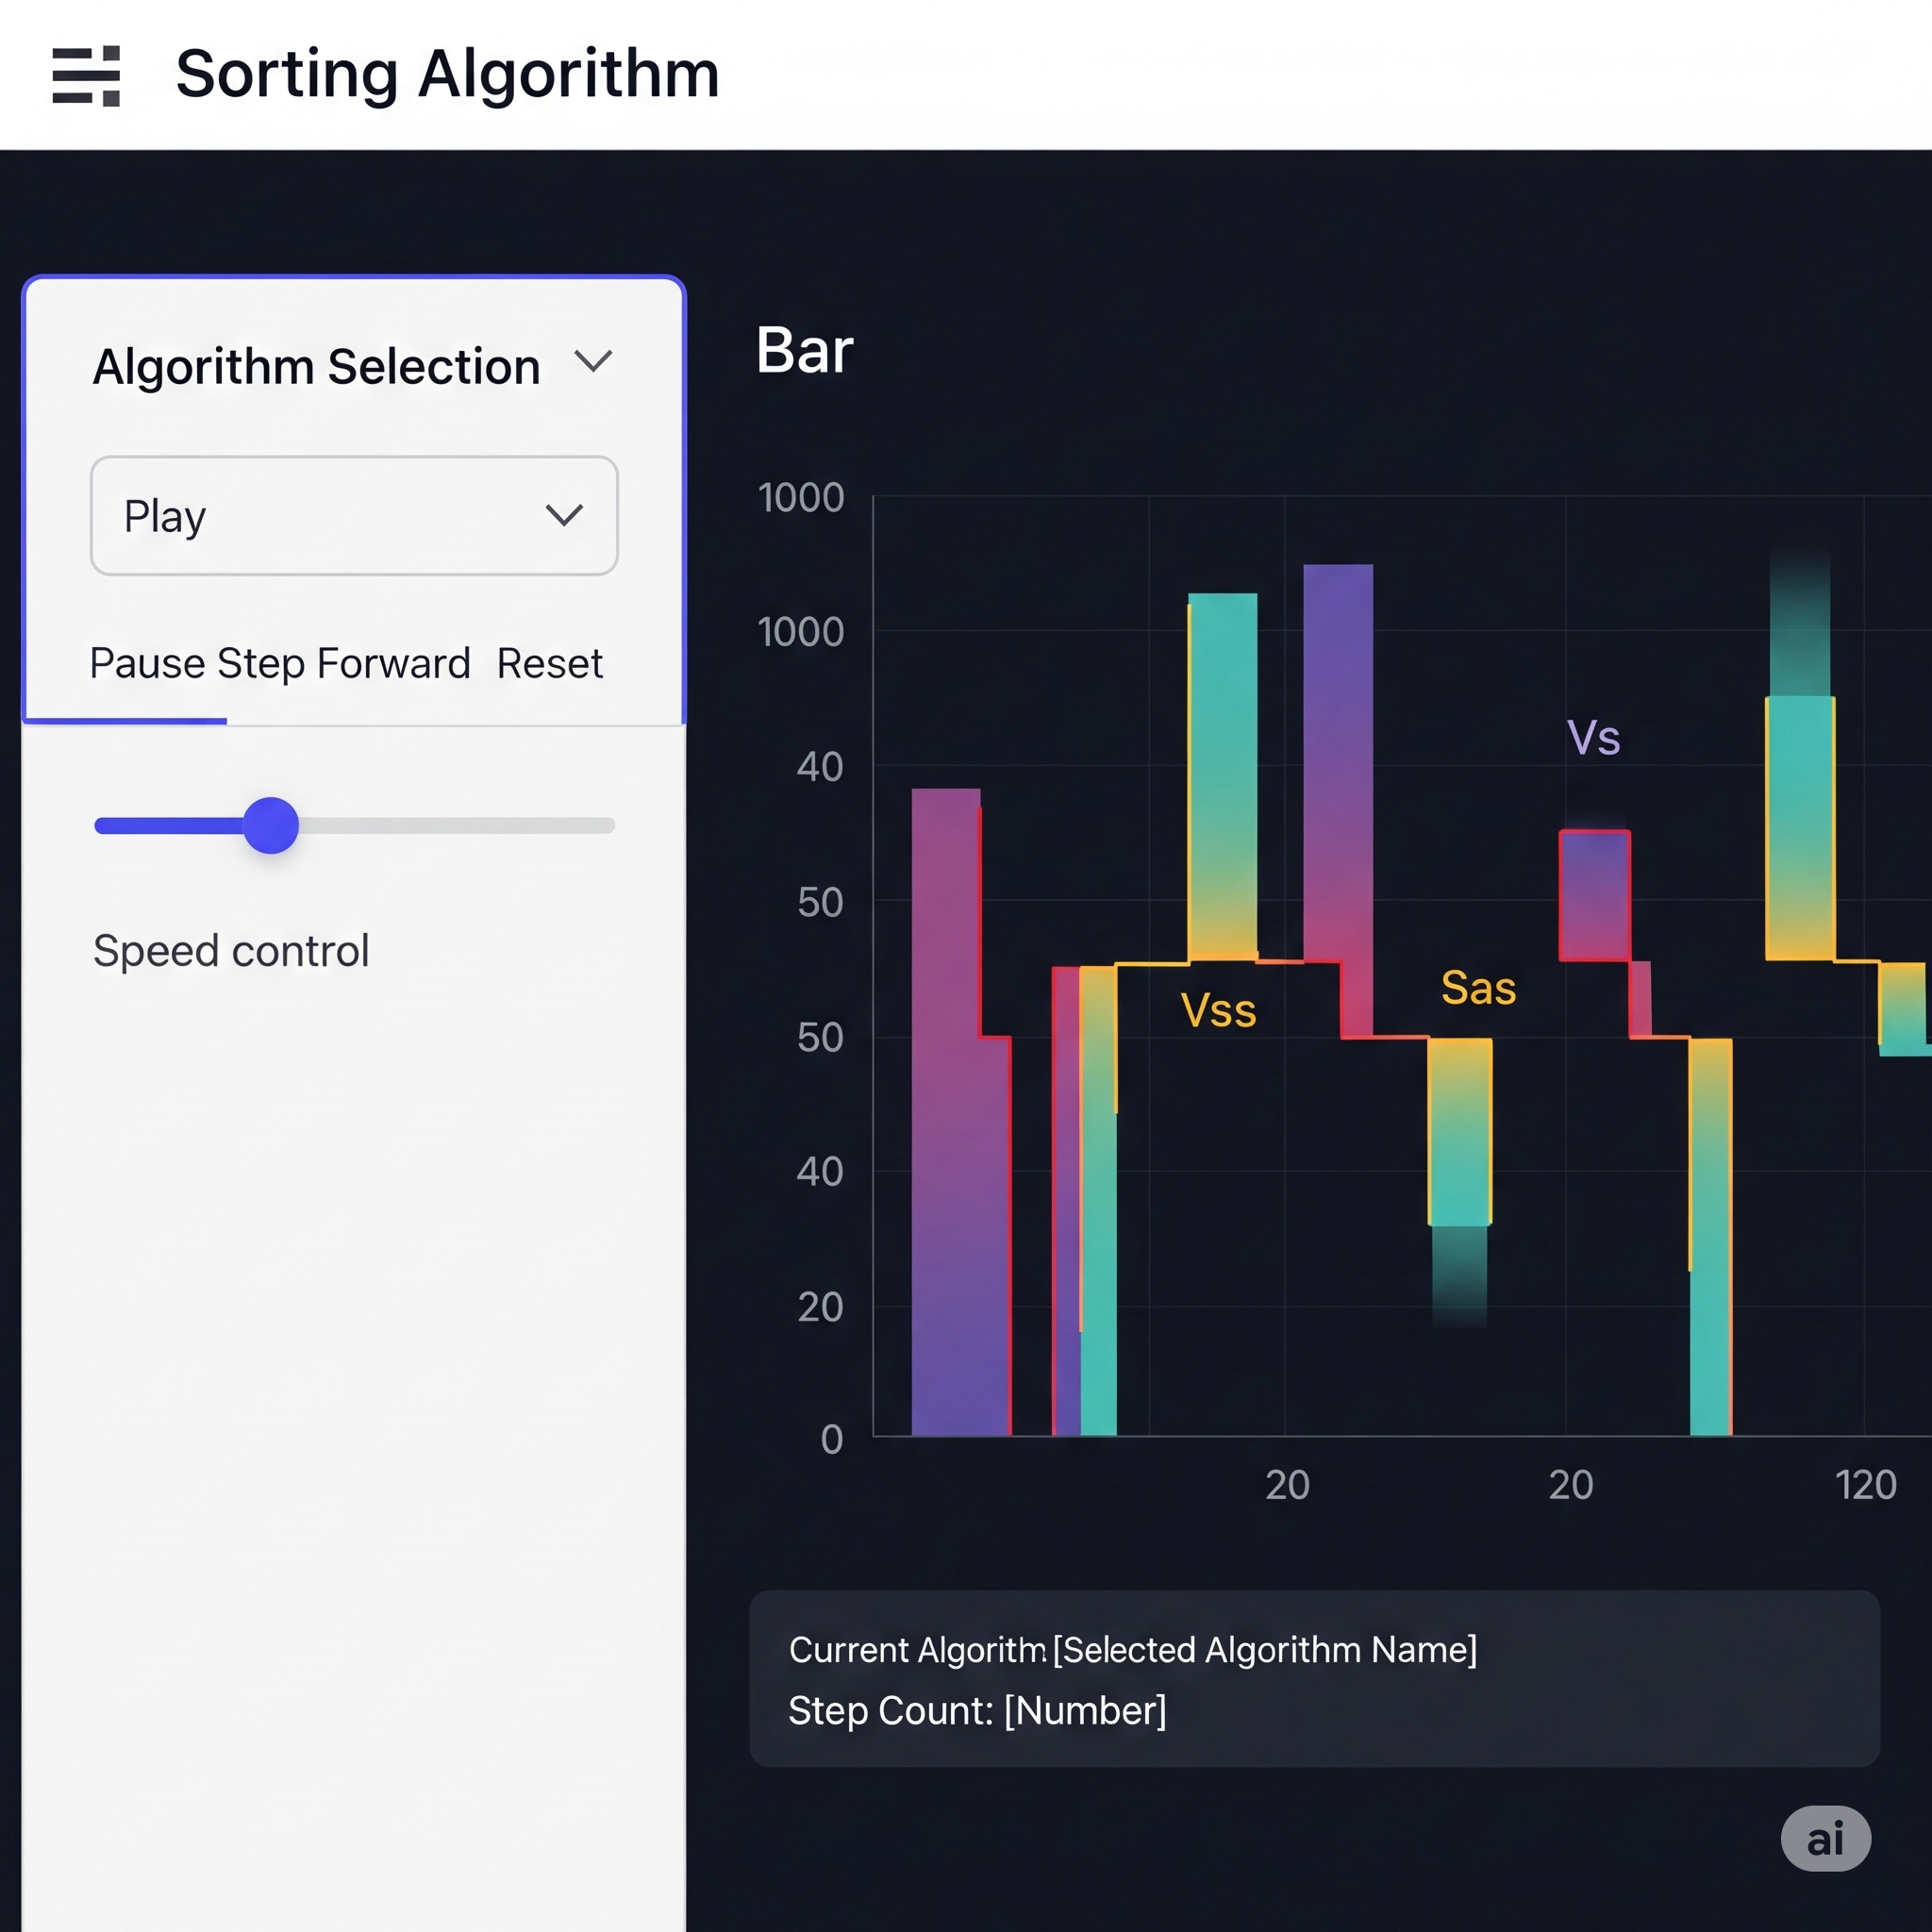 Sorting Algorithm
Algorithm Selection
Play
Pause Step Forward Reset
Speed control
Bar
1000
1000
40
50
50
40
20
0
Vs
Sas
Vss
20 20 120
Current Algorithm [Selected Algorithm Name]
Step Count: [Number]
ai